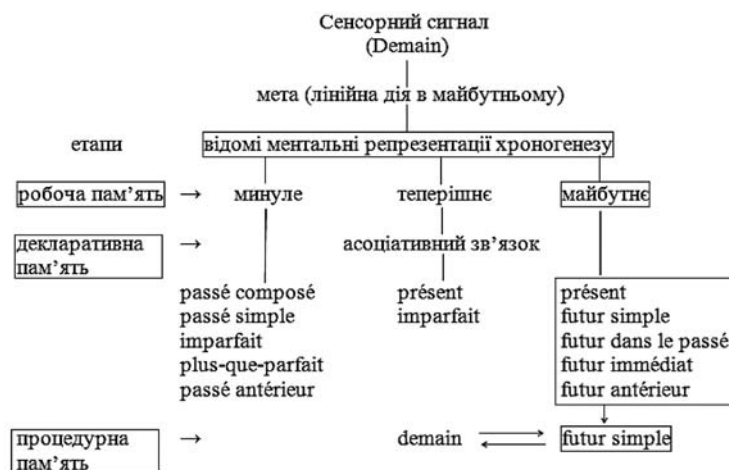 Сенсорний сигнал
(Demain)
мета (лінійна дія в майбутньому)
етапи
відомі ментальні репрезентації хроногенезу
робоча пам’ять → минуле теперішнє майбутнє
декларативна → асоціативний зв’язок
пам’ять
passé composé présent présent
passé simple imparfait futur simple
imparfait futur dans le passé
plus-que-parfait futur immédiat
passé antérieur futur antérieur
процедурна → demain futur simple
пам’ять